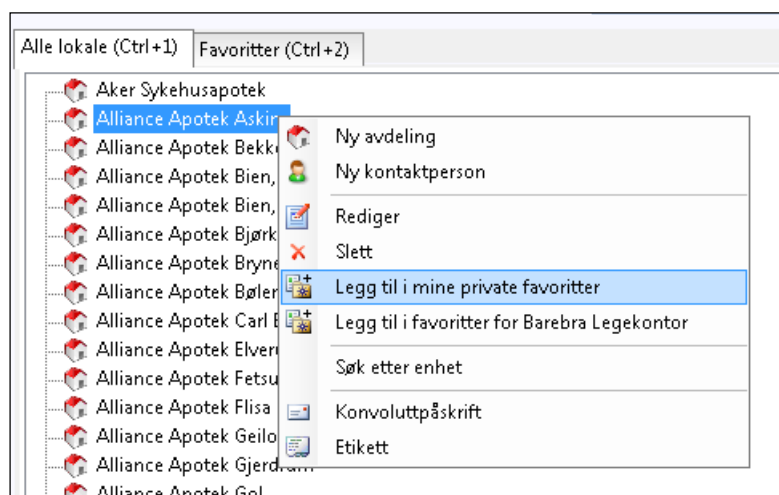 Alle lokale (Ctrl+1) Favoritter (Ctrl+2)
Aker Sykehusapotek
Alliance Apotek
Alliance Apotek
Alliance Apotek Bien,
Alliance Apotek Bien,
Alliance Apotek
Alliance Apotek
Alliance Apotek
Alliance Apotek Carl
Alliance Apotek
Alliance Apotek
Alliance Apotek Flisa
Alliance Apotek Geilo
Alliance Apotek Gjerdrum
Alliance Apotek Gol
Ny avdeling
Ny kontaktperson
Rediger
Slett
Legg til i mine private favoritter
Legg til i favoritter for Barebra Legekontor
Søk etter enhet
Konvoluttpåskrift
Etikett